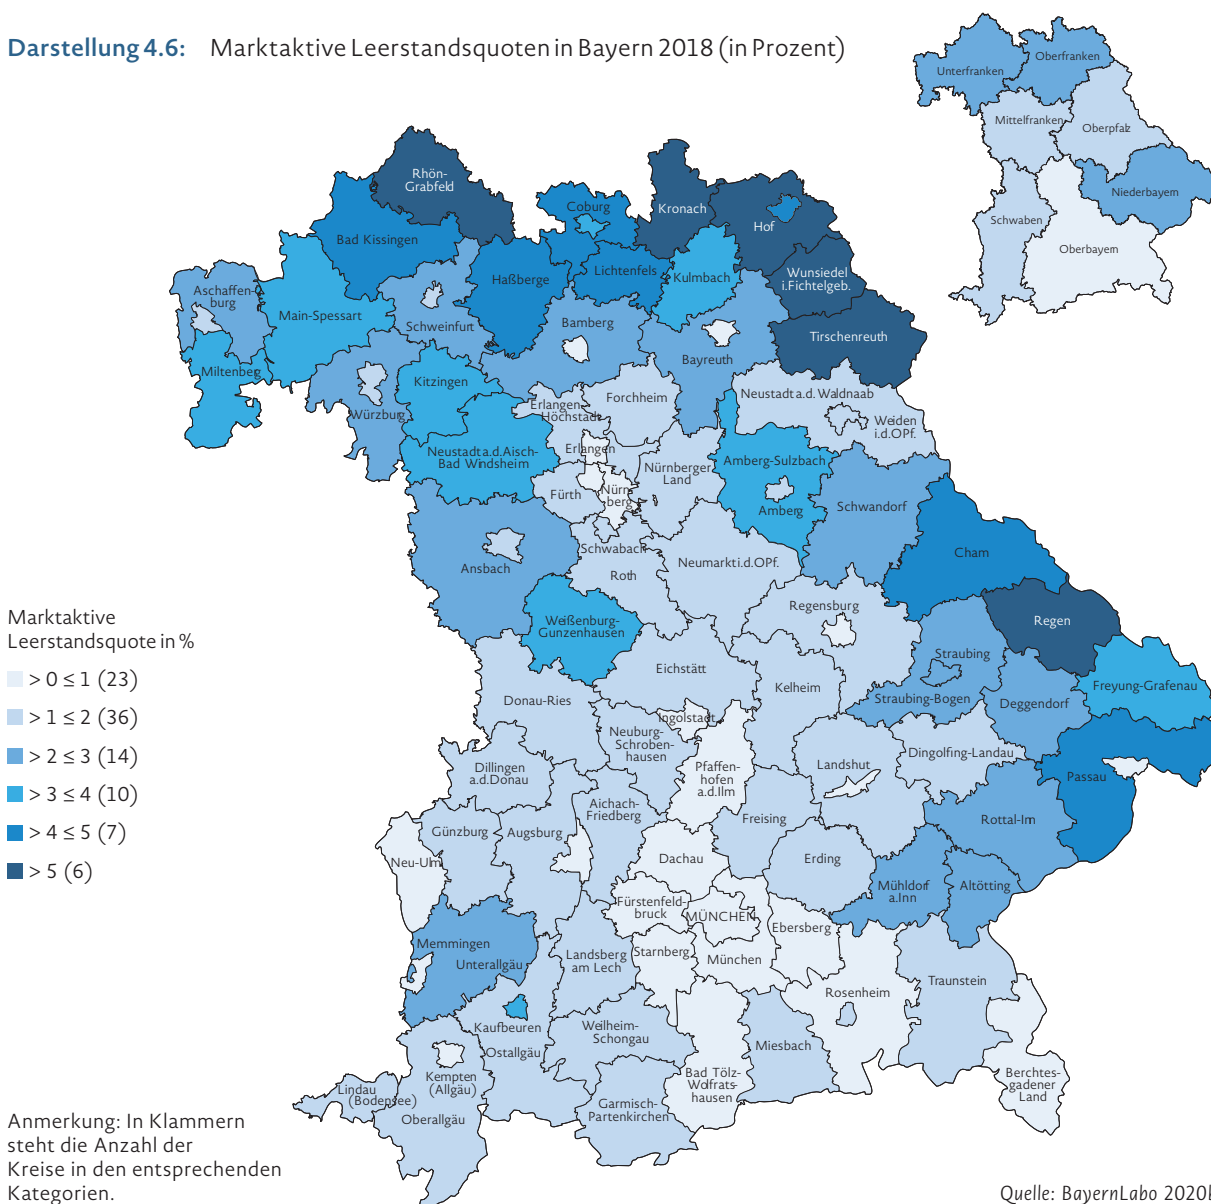 Darstellung 4.6: Marktaktive Leerstandsquoten in Bayern 2018 (in Prozent)
Unterfranken
Oberfranken
Mittelfranken
Oberpfalz
Niederbayern
Schwaben
Oberbayern
Rhön-
Grabfeld
Coburg
Kronach
Hof
Bad Kissingen
Haßberge
Lichtenfels
Kulmbach
Wunsiedel
i.Fichtelgeb.
Aschaffen-
burg
Main-Spessart
Schweinfurt
Bamberg
Bayreuth
Tirschenreuth
Miltenberg
Kitzingen
Würzburg
Erlangen-
Höchstadt
Forchheim
Neustadt a.d. Waldnaab
Weiden
i.d.OPf.
Neustadt a.d.Aisch-
Bad Windsheim
Erlangen
Nürnberger
Land
Amberg-Sulzbach
Fürth
Nürn-
berg
Amberg
Schwandorf
Ansbach
Schwabach
Roth
Neumarkt i.d.OPf.
Cham
Weißenburg-
Gunzenhausen
Regensburg
Regen
Straubing
Eichstätt
Kelheim
Freyung-Grafenau
Donau-Ries
Straubing-Bogen
Deggendorf
Ingolstadt
Neuburg-
Schroben-
hausen
Pfaffen-
hofen
a.d.Ilm
Landshut
Dingolfing-Landau
Dillingen
a.d.Donau
Passau
Aichach-
Friedberg
Freising
Rottal-Inn
Günzburg
Augsburg
Neu-Ulm
Dachau
Erding
Mühldorf
a.Inn
Altötting
Fürstenfeld-
bruck
MÜNCHEN
Ebersberg
Memmingen
Unterallgäu
Landsberg
am Lech
Starnberg
München
Traunstein
Rosenheim
Kaufbeuren
Ostallgäu
Weilheim-
Schongau
Miesbach
Bad Tölz-
Wolfrats-
hausen
Berchtes-
gadener
Land
Lindau
(Bodensee)
Kempten
(Allgäu)
Oberallgäu
Garmisch-
Partenkirchen
Marktaktive
Leerstandsquote in %
> 0 ≤ 1 (23)
> 1 ≤ 2 (36)
> 2 ≤ 3 (14)
> 3 ≤ 4 (10)
> 4 ≤ 5 (7)
> 5 (6)
Anmerkung: In Klammern
steht die Anzahl der
Kreise in den entsprechenden
Kategorien.
Quelle: BayernLabo 2020